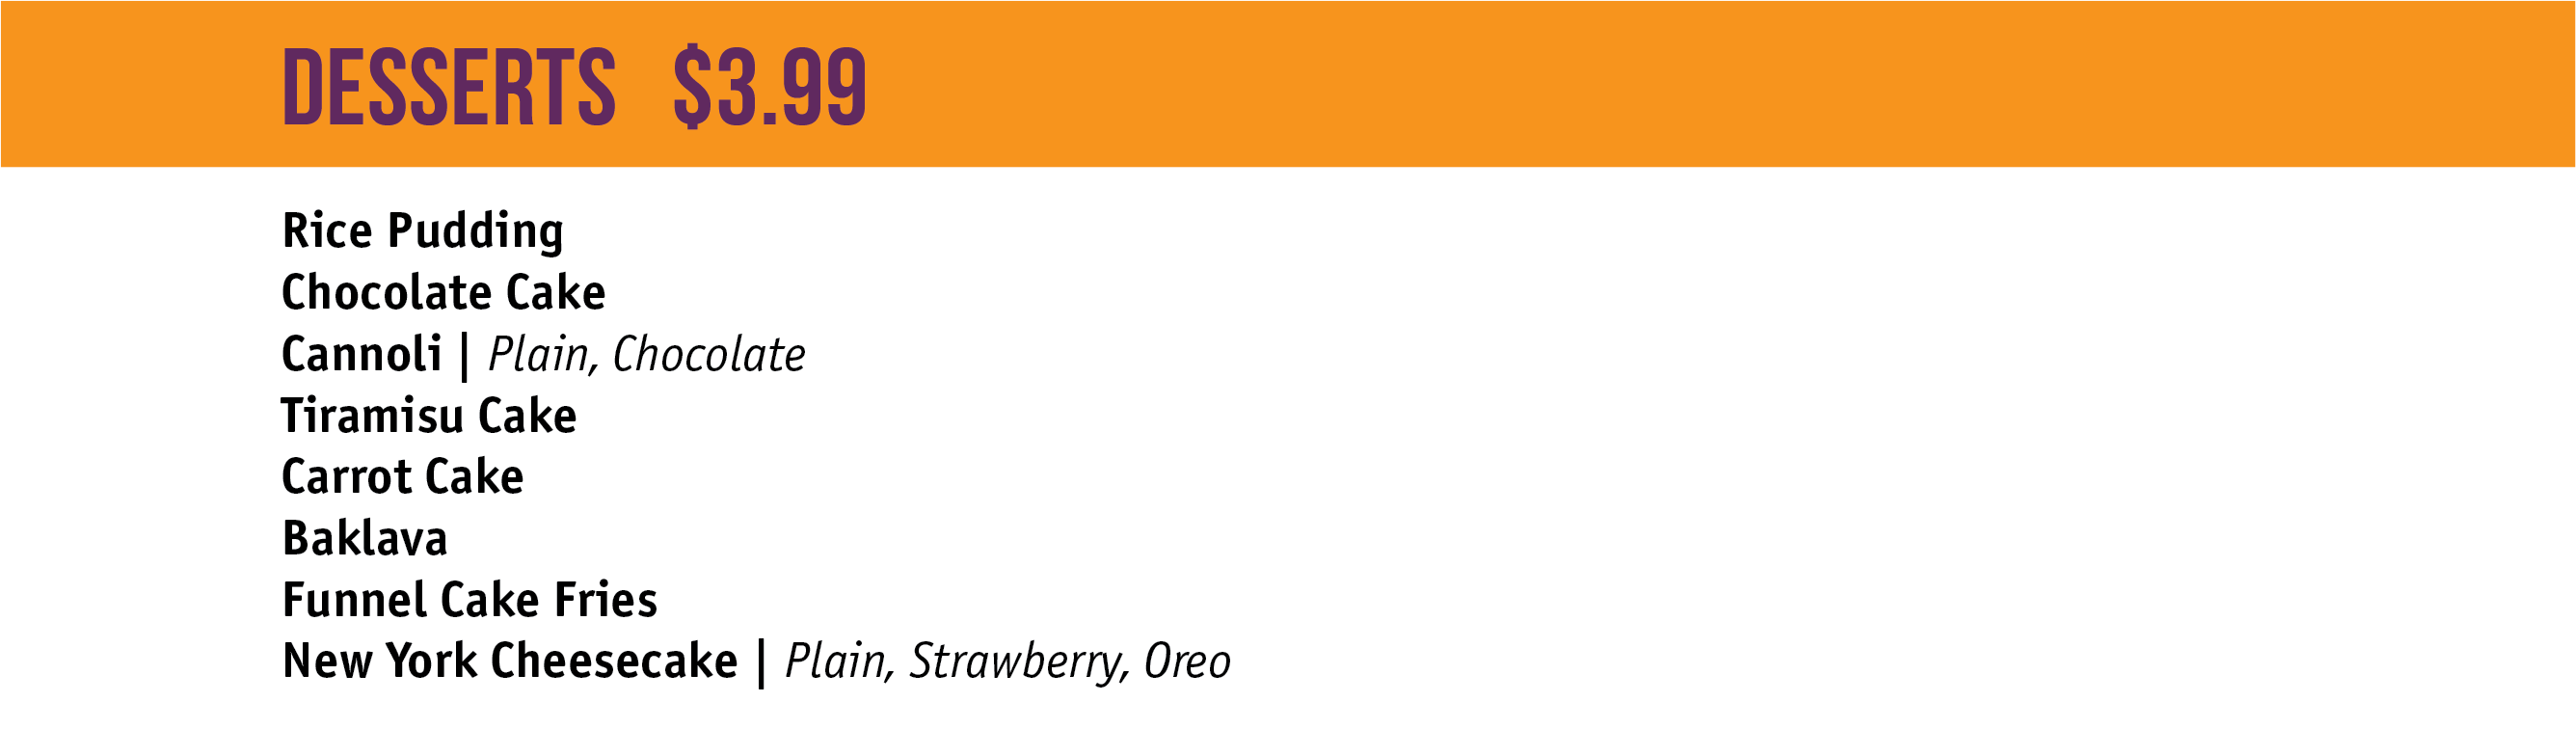 DESSERTS $3.99
Rice Pudding
Chocolate Cake
Cannoli | Plain, Chocolate
Tiramisu Cake
Carrot Cake
Baklava
Funnel Cake Fries
New York Cheesecake | Plain, Strawberry, Oreo